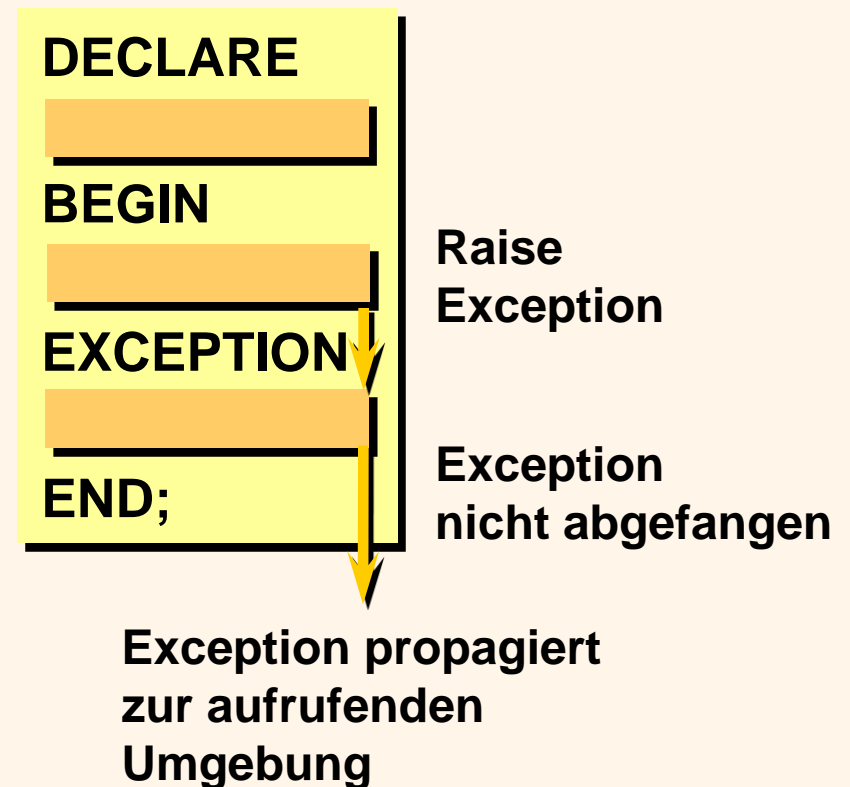 DECLARE
BEGIN
Raise
Exception
EXCEPTION
Exception
nicht abgefangen
END;
Exception propagiert
zur aufrufenden
Umgebung